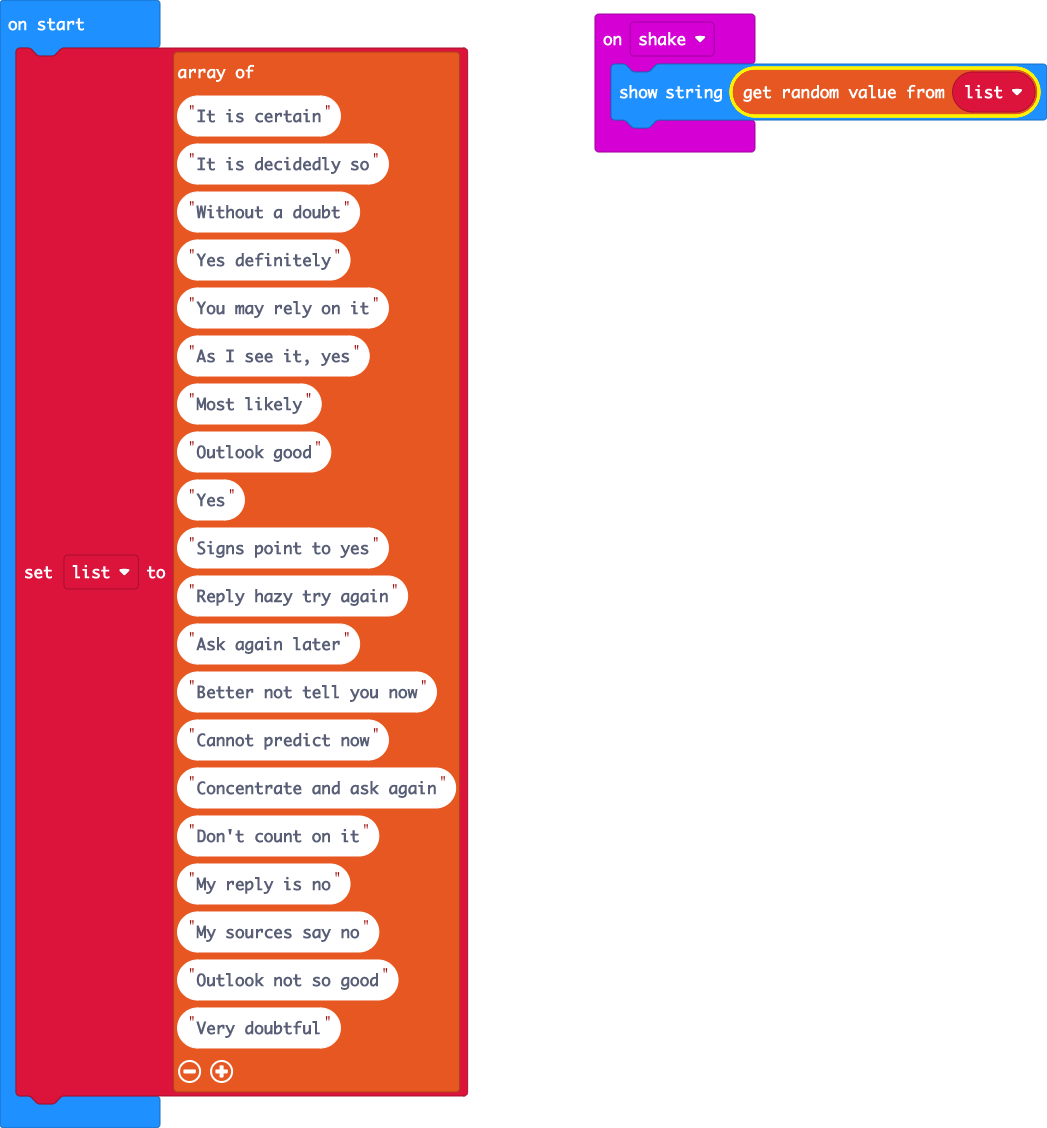 on start
set list to
array of
"It is certain"
"It is decidedly so"
"Without a doubt"
"Yes definitely"
"You may rely on it"
"As I see it, yes"
"Most likely"
"Outlook good"
"Yes"
"Signs point to yes"
"Reply hazy try again"
"Ask again later"
"Better not tell you now"
"Cannot predict now"
"Concentrate and ask again"
"Don't count on it"
"My reply is no"
"My sources say no"
"Outlook not so good"
"Very doubtful"
on shake
show string get random value from list